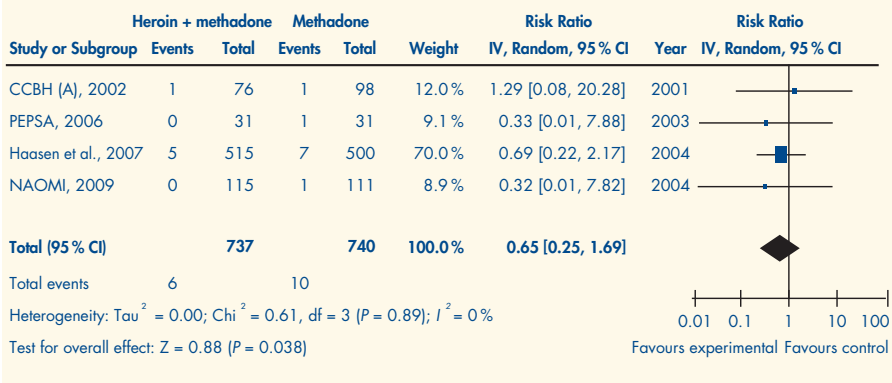 Heroin + methadone Methadone Risk Ratio Risk Ratio
Study or Subgroup Events Total Events Total Weight IV, Random, 95% CI Year IV, Random, 95% CI
CCBH (A), 2002 1 76 1 98 12.0% 1.29 [0.08, 20.28] 2001
PEPSA, 2006 0 31 1 31 9.1% 0.33 [0.01, 7.88] 2003
Haasen et al., 2007 5 515 7 500 70.0% 0.69 [0.22, 2.17] 2004
NAOMI, 2009 0 115 1 111 8.9% 0.32 [0.01, 7.82] 2004
Total (95% CI) 737 740 100.0% 0.65 [0.25, 1.69]
Total events 6 10
Heterogeneity: Tau² = 0.00; Chi² = 0.61, df = 3 (P = 0.89); I² = 0%
Test for overall effect: Z = 0.88 (P = 0.038)
0.01 0.1 1 10 100
Favours experimental Favours control